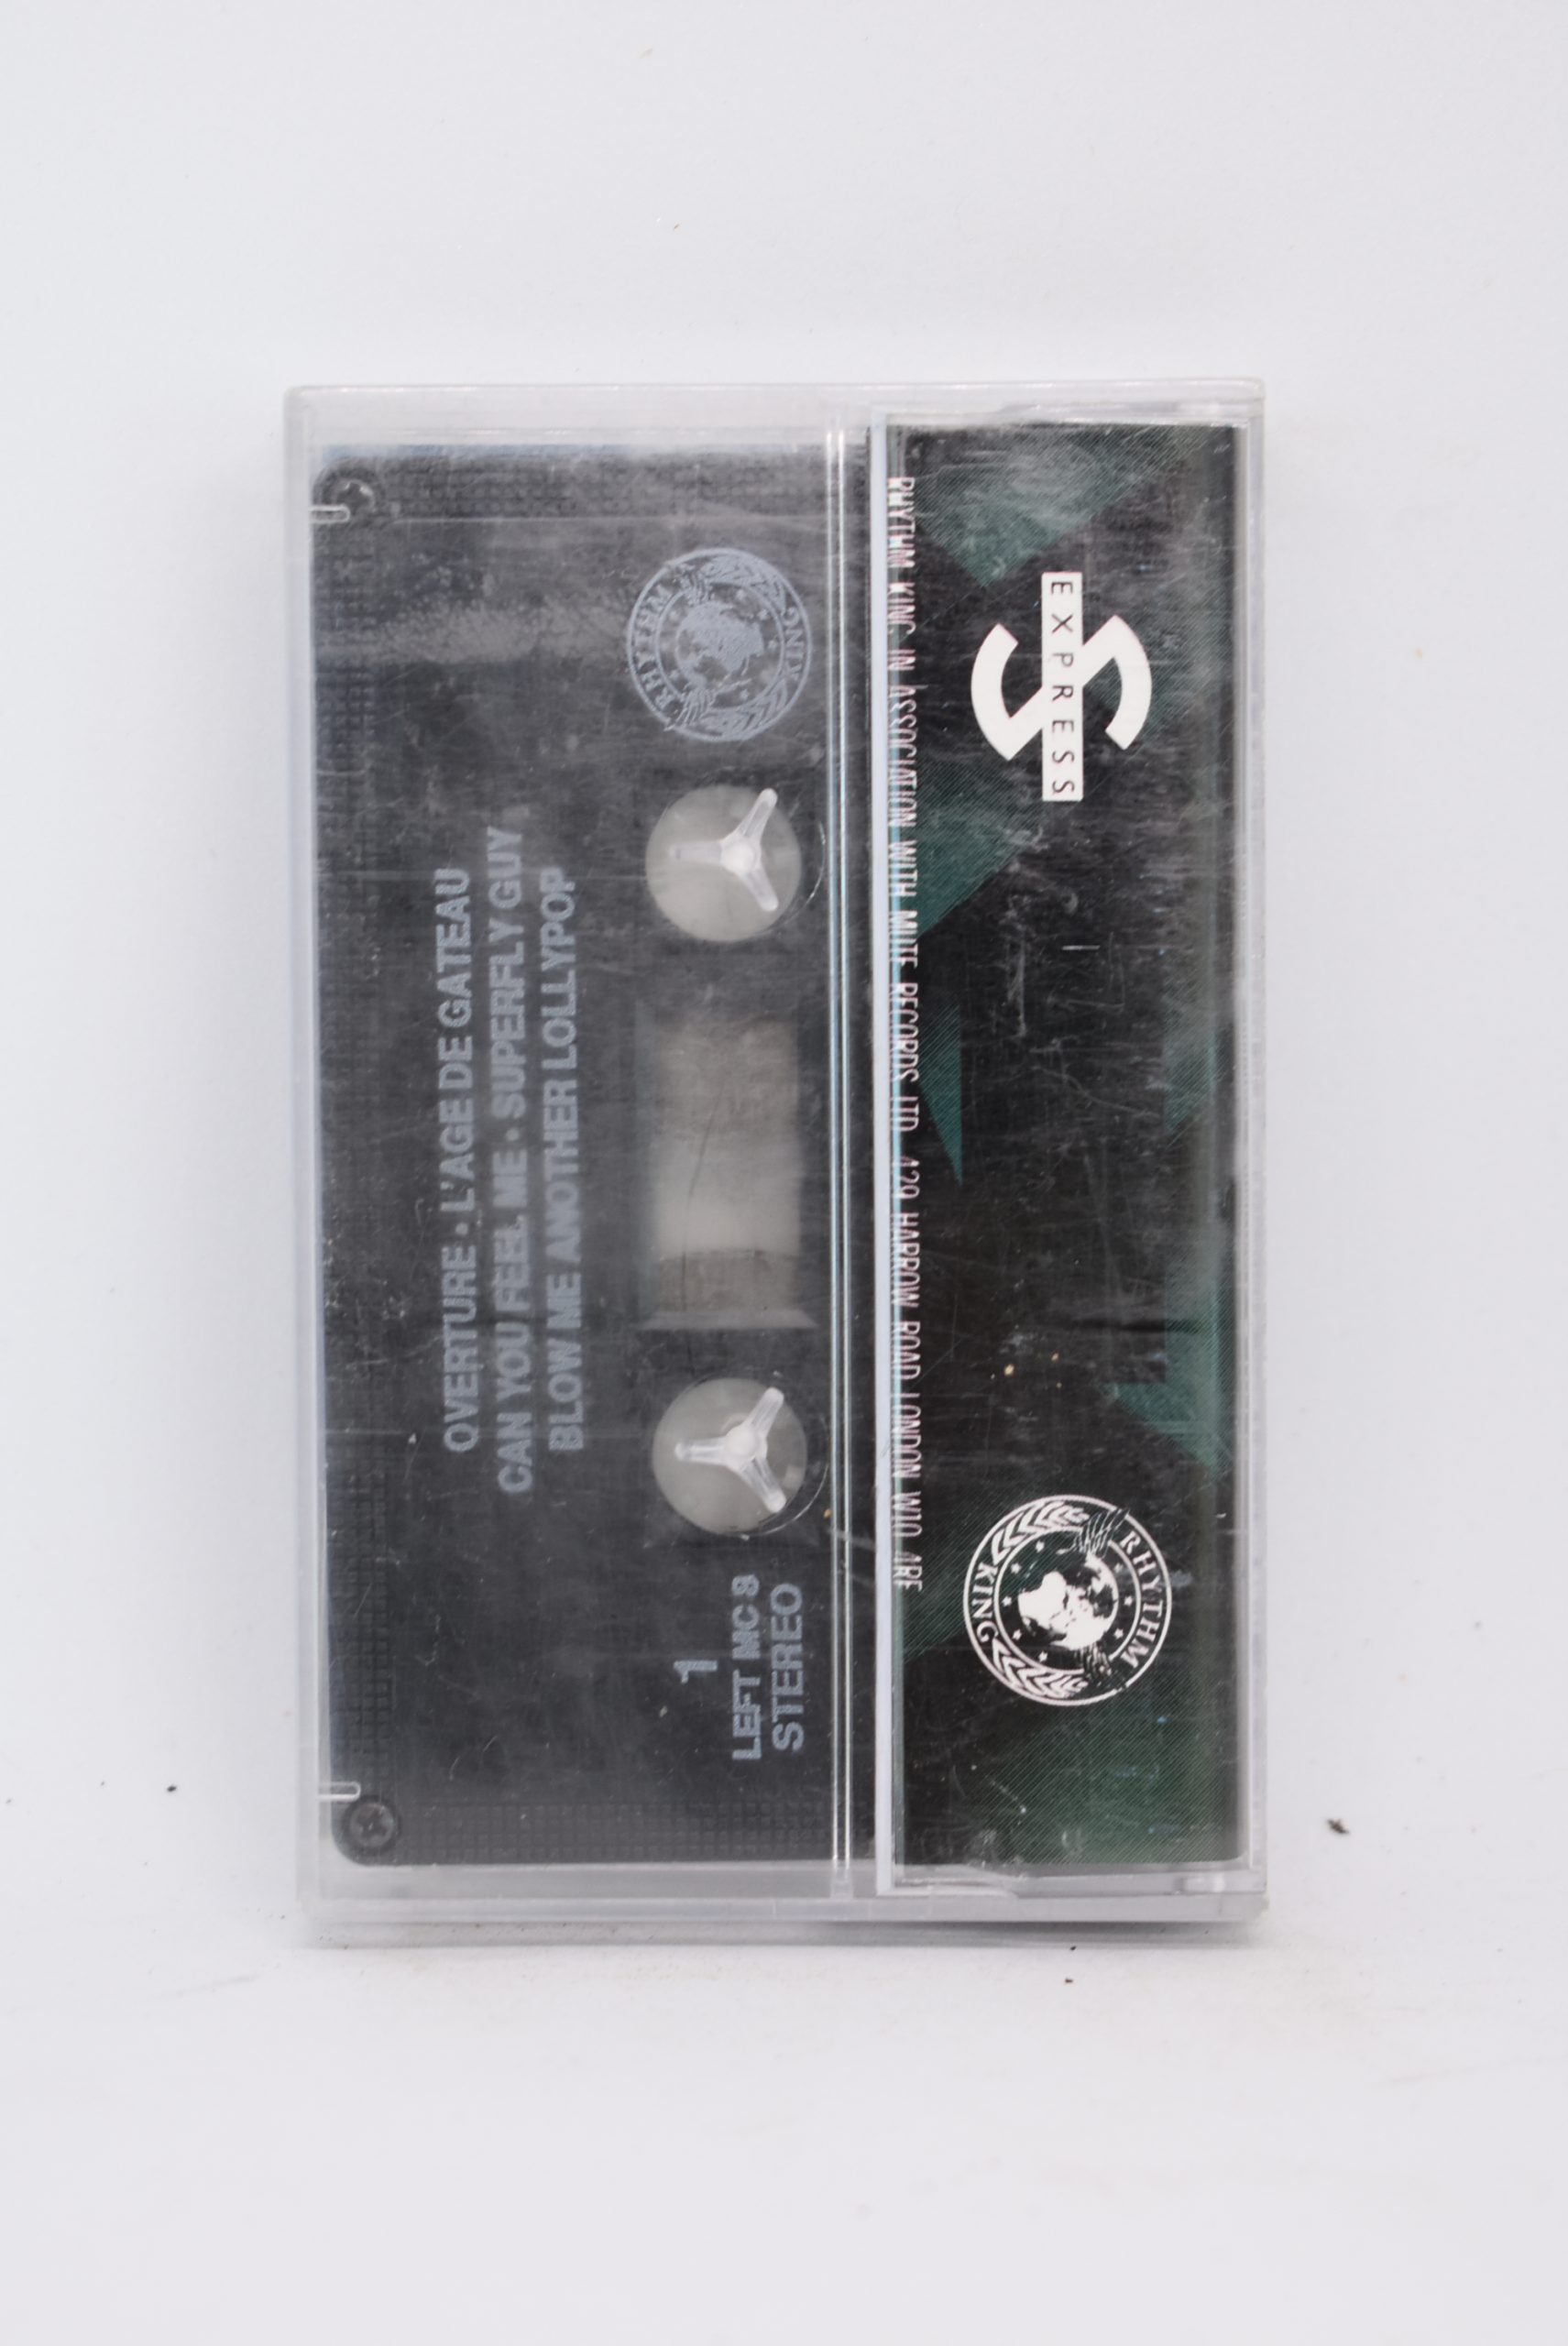 OVERTURE • L'AGE DE GATEAU
CAN YOU FEEL ME • SUPERFLY GUY
BLOW ME ANOTHER LOLLYPOP
RHYTHM KING
1
LEFT MC 8
STEREO
RHYTHM KING IN ASSOCIATION WITH MUTE RECORDS LTD 429 HARROW ROAD LONDON W10 4RE
S
EXPRESS
RHYTHM KING